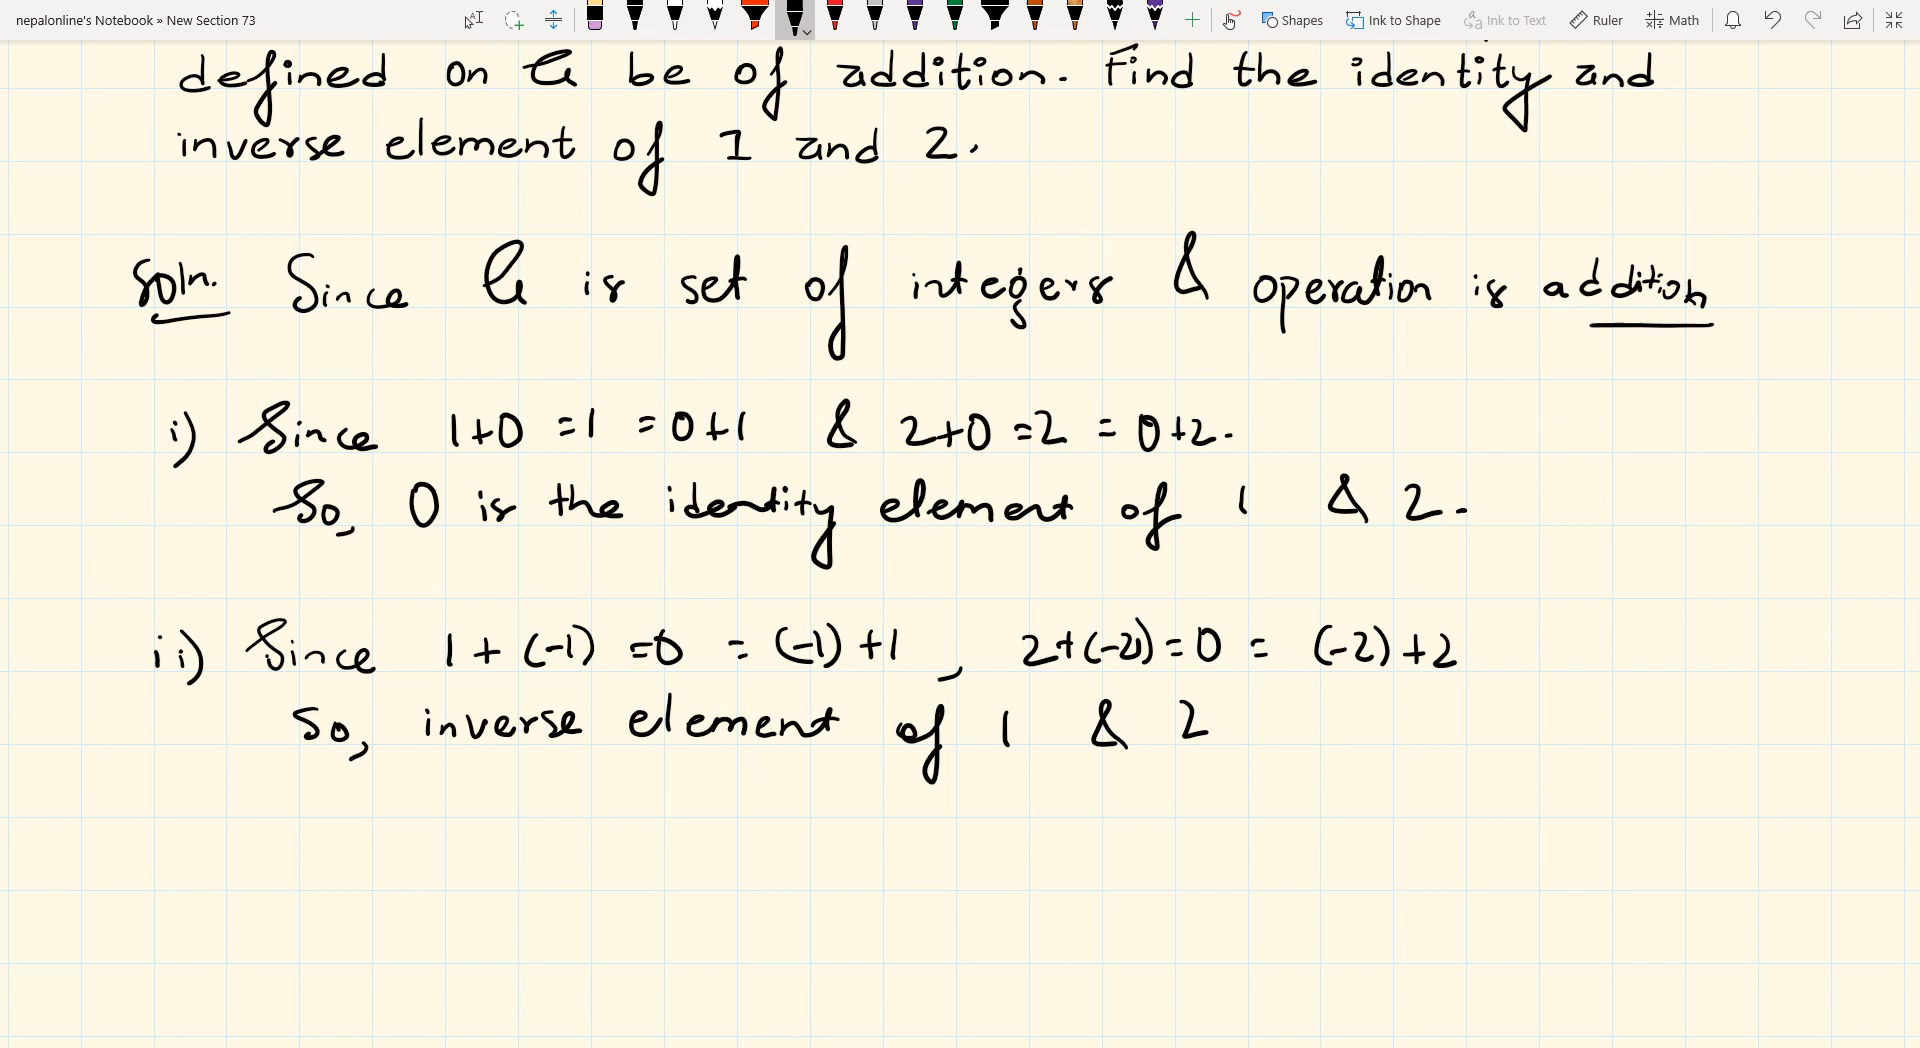 nepalonline's Notebook » New Section 73
Shapes Ink to Shape Ink to Text Ruler Math
defined on G be of addition. Find the identity and
inverse element of 1 and 2.
Soln. Since G is set of integers & operation is addition
i) Since 1+0 =1 = 0+1 & 2+0 =2 = 0+2.
So, 0 is the identity element of 1 & 2.
ii) Since 1 + (-1) =0 = (-1) +1 , 2+(-2)=0 = (-2)+2
So, inverse element of 1 & 2